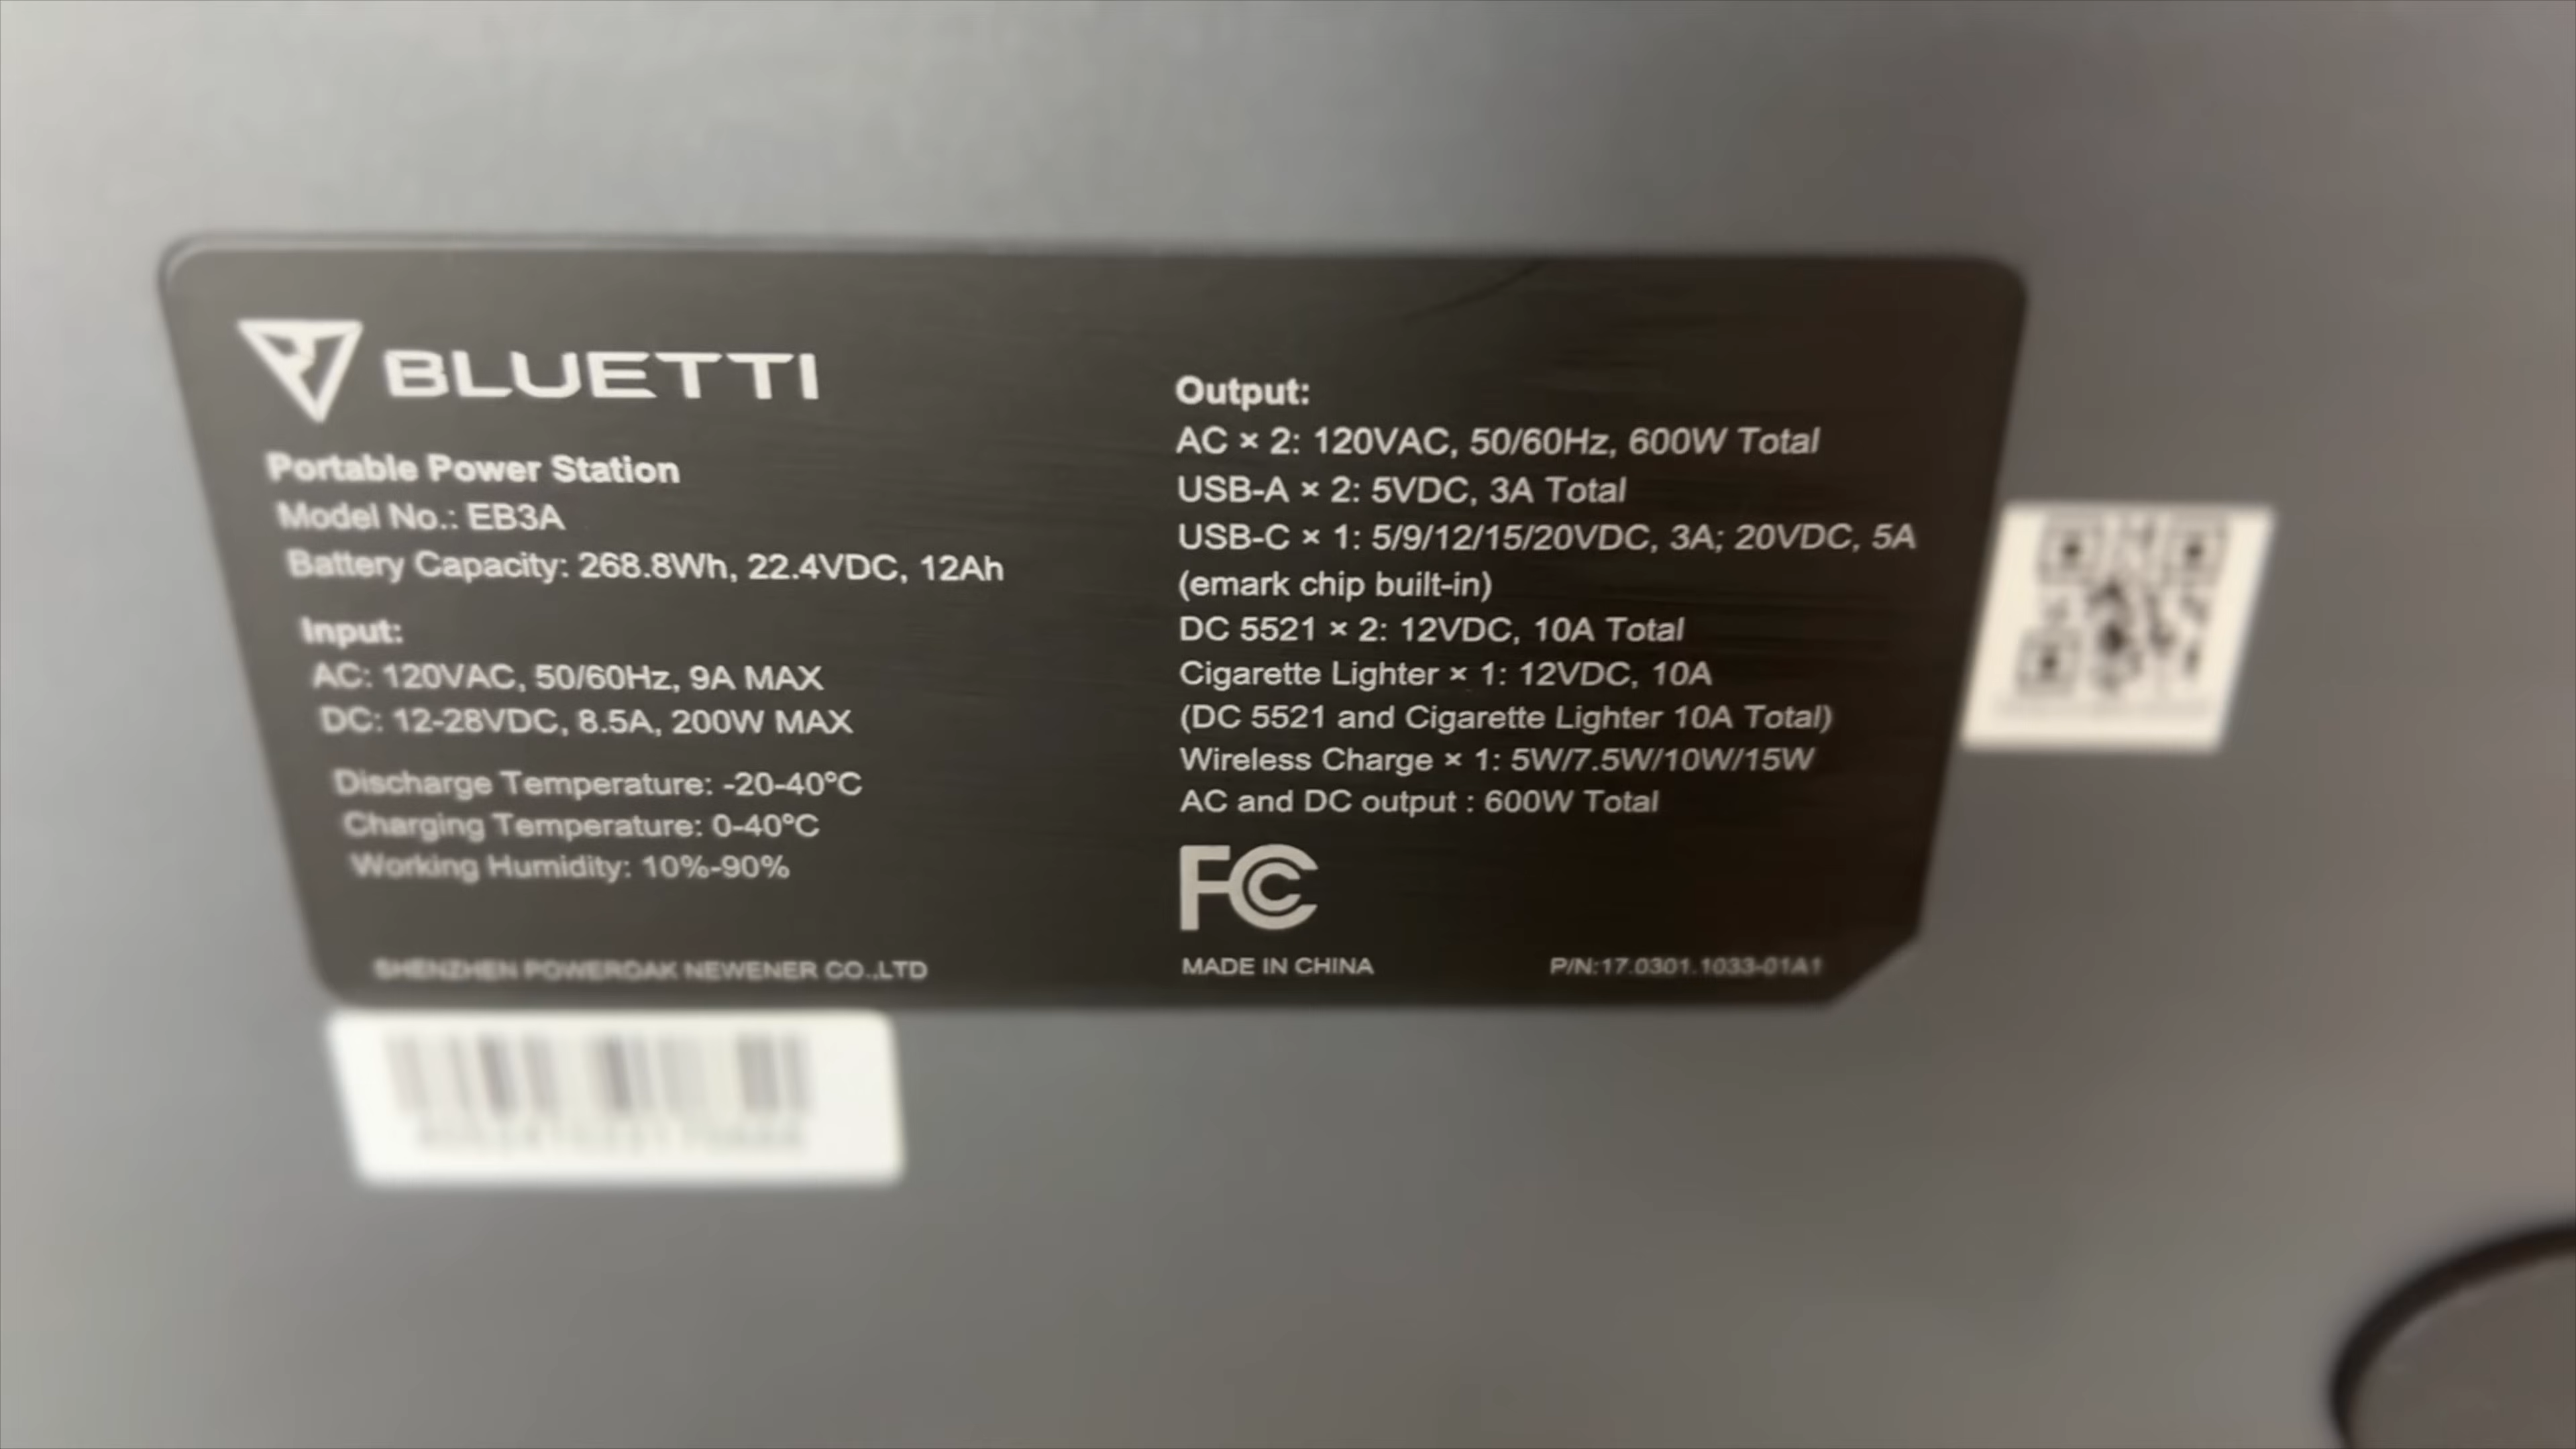 BLUETTI
Portable Power Station
Model No.: EB3A
Battery Capacity: 268.8Wh, 22.4VDC, 12Ah
Input:
AC: 120VAC, 50/60Hz, 9A MAX
DC: 12-28VDC, 8.5A, 200W MAX
Discharge Temperature: -20-40°C
Charging Temperature: 0-40°C
Working Humidity: 10%-90%
SHENZHEN POWEROAK NEWENER CO.,LTD
Output:
AC × 2: 120VAC, 50/60Hz, 600W Total
USB-A × 2: 5VDC, 3A Total
USB-C × 1: 5/9/12/15/20VDC, 3A; 20VDC, 5A
(emark chip built-in)
DC 5521 × 2: 12VDC, 10A Total
Cigarette Lighter × 1: 12VDC, 10A
(DC 5521 and Cigarette Lighter 10A Total)
Wireless Charge × 1: 5W/7.5W/10W/15W
AC and DC output : 600W Total
FC
MADE IN CHINA
P/N:17.0301.1033-01A1